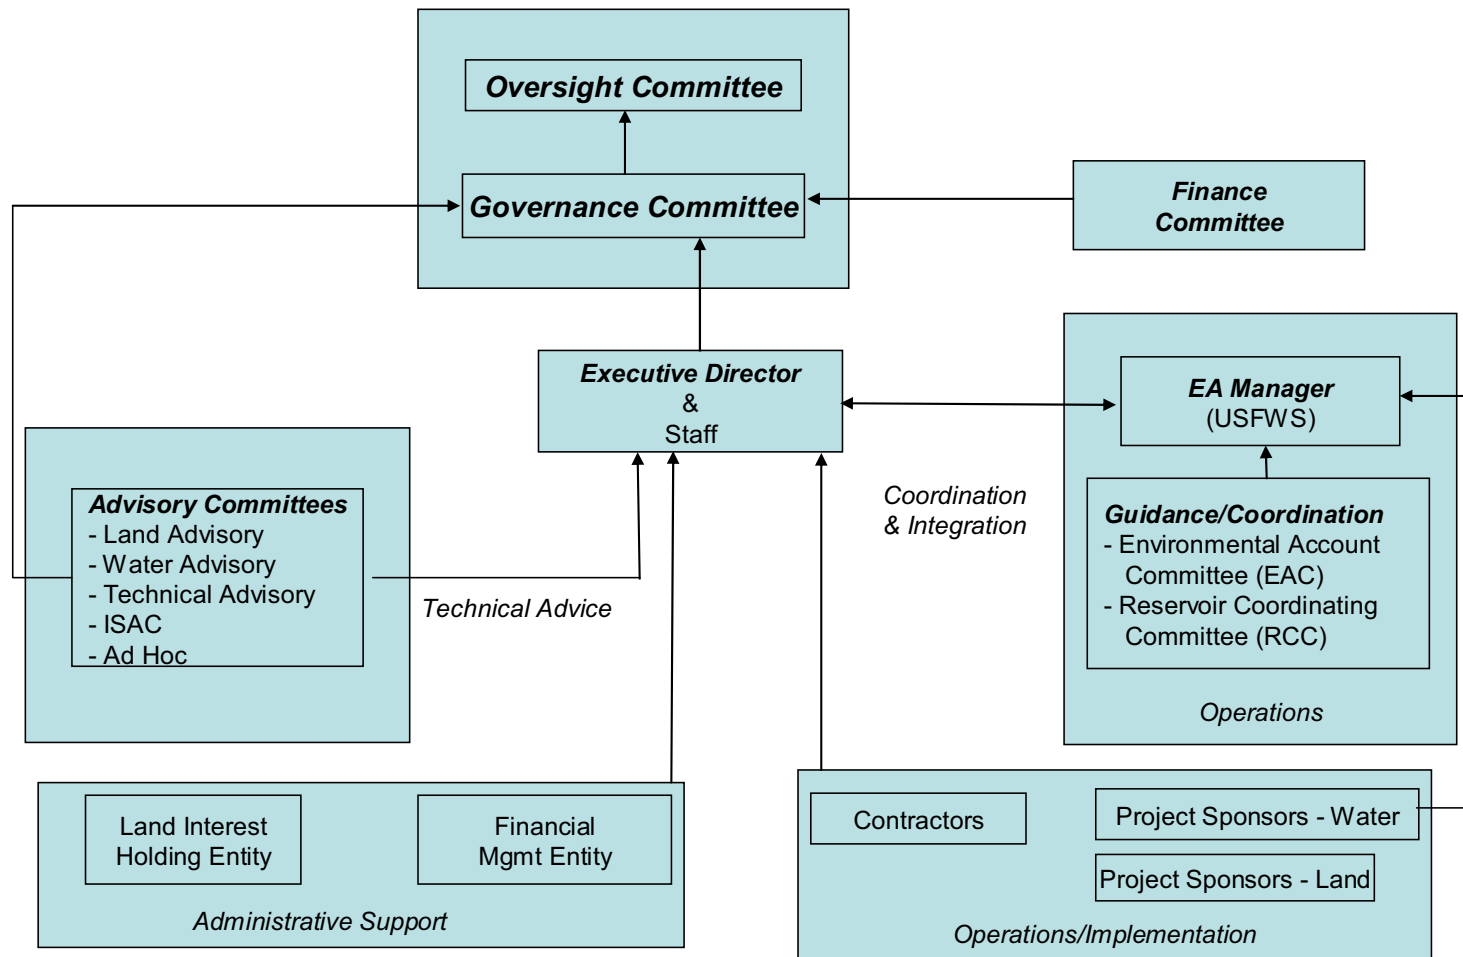 Oversight Committee
Governance Committee
Finance
Committee
Executive Director
&
Staff
EA Manager
(USFWS)
Advisory Committees
- Land Advisory
- Water Advisory
- Technical Advisory
- ISAC
- Ad Hoc
Technical Advice
Coordination
& Integration
Guidance/Coordination
- Environmental Account
Committee (EAC)
- Reservoir Coordinating
Committee (RCC)
Operations
Land Interest
Holding Entity
Financial
Mgmt Entity
Administrative Support
Contractors
Project Sponsors - Water
Project Sponsors - Land
Operations/Implementation